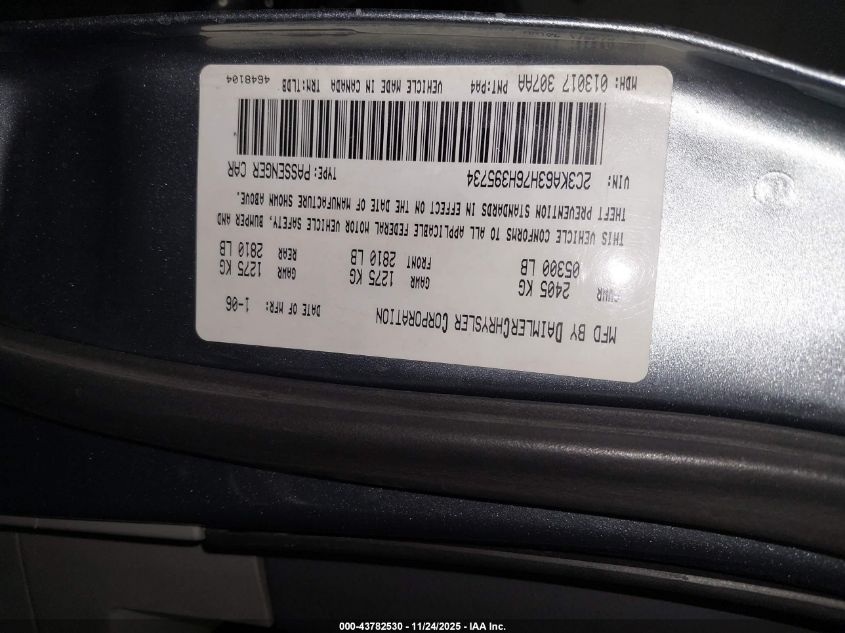 MFD BY DAIMLERCHRYSLER CORPORATION
DATE OF MFR: 1-06
GVWR 2405 KG 05300 LB
GAWR FRONT 1275 KG 2810 LB
GAWR REAR 1275 KG 2810 LB
THIS VEHICLE CONFORMS TO ALL APPLICABLE FEDERAL MOTOR VEHICLE SAFETY, BUMPER AND
THEFT PREVENTION STANDARDS IN EFFECT ON THE DATE OF MANUFACTURE SHOWN ABOVE.
VIN: 2C3KA63H76H395734 TYPE: PASSENGER CAR
MDH: 013017 307AA PNT: PA4 VEHICLE MADE IN CANADA TRM: TLDB 4648104
000-43782530 - 11/24/2025 - IAA Inc.